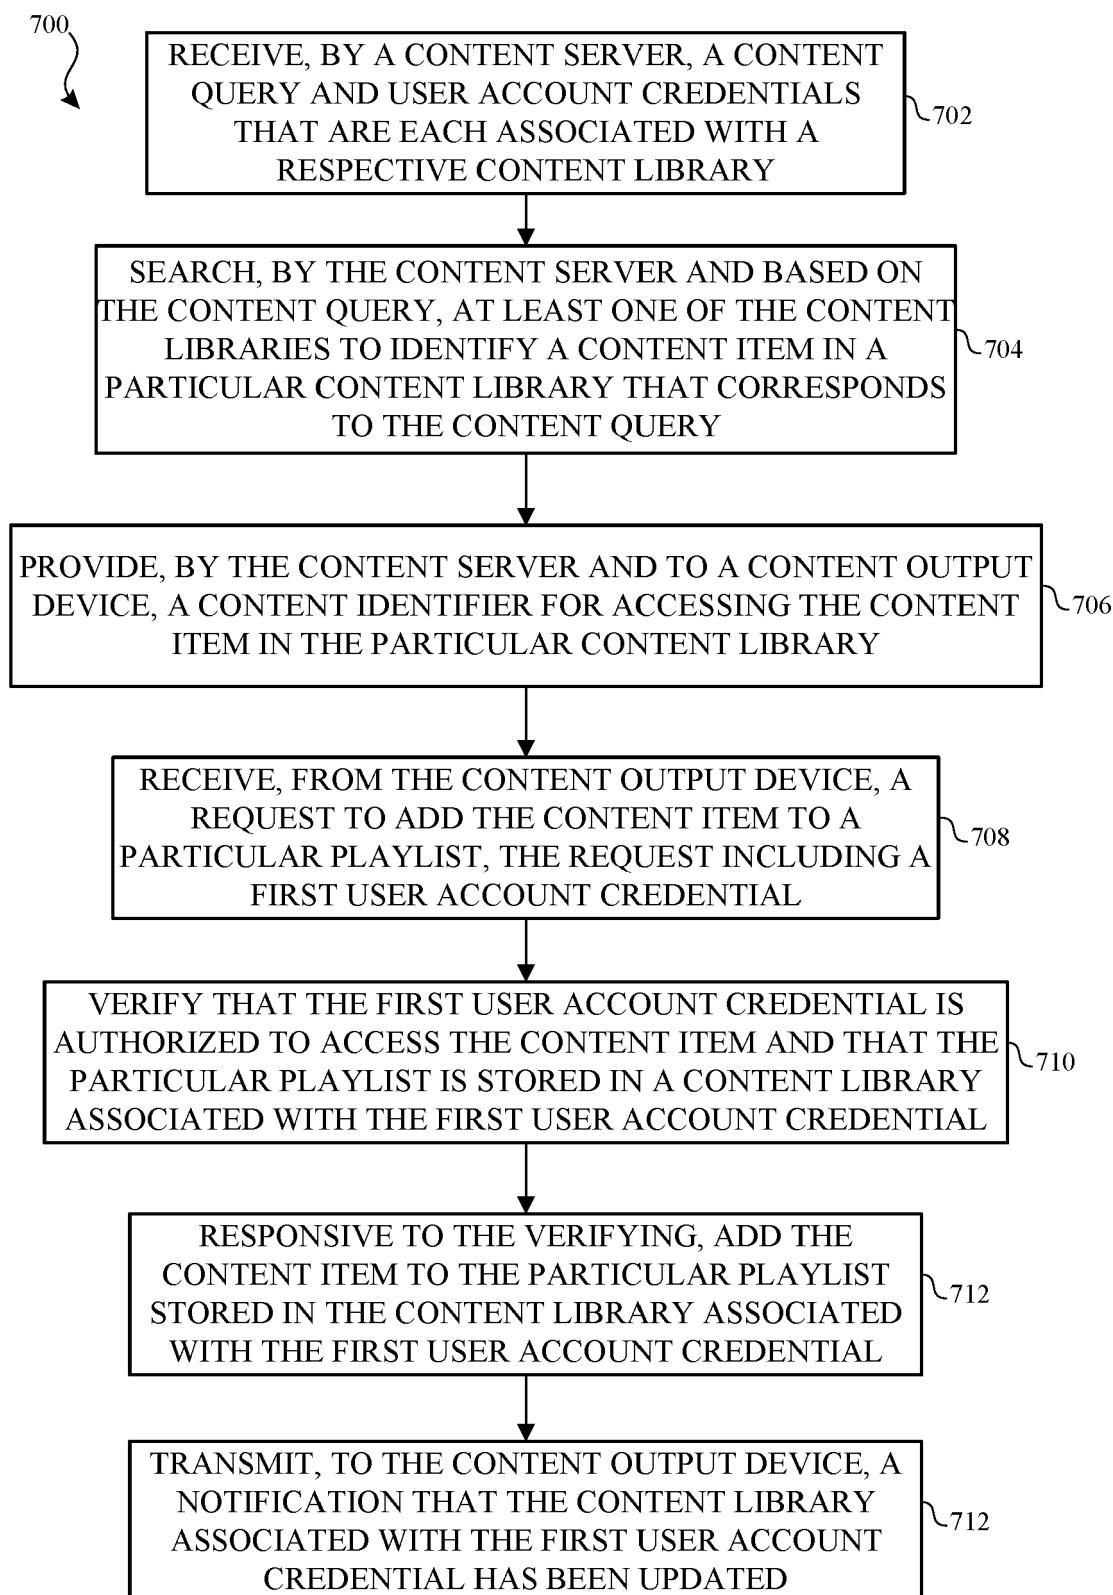 700
RECEIVE, BY A CONTENT SERVER, A CONTENT
QUERY AND USER ACCOUNT CREDENTIALS
THAT ARE EACH ASSOCIATED WITH A
RESPECTIVE CONTENT LIBRARY
702
SEARCH, BY THE CONTENT SERVER AND BASED ON
THE CONTENT QUERY, AT LEAST ONE OF THE CONTENT
LIBRARIES TO IDENTIFY A CONTENT ITEM IN A
PARTICULAR CONTENT LIBRARY THAT CORRESPONDS
TO THE CONTENT QUERY
704
PROVIDE, BY THE CONTENT SERVER AND TO A CONTENT OUTPUT
DEVICE, A CONTENT IDENTIFIER FOR ACCESSING THE CONTENT
ITEM IN THE PARTICULAR CONTENT LIBRARY
706
RECEIVE, FROM THE CONTENT OUTPUT DEVICE, A
REQUEST TO ADD THE CONTENT ITEM TO A
PARTICULAR PLAYLIST, THE REQUEST INCLUDING A
FIRST USER ACCOUNT CREDENTIAL
708
VERIFY THAT THE FIRST USER ACCOUNT CREDENTIAL IS
AUTHORIZED TO ACCESS THE CONTENT ITEM AND THAT THE
PARTICULAR PLAYLIST IS STORED IN A CONTENT LIBRARY
ASSOCIATED WITH THE FIRST USER ACCOUNT CREDENTIAL
710
RESPONSIVE TO THE VERIFYING, ADD THE
CONTENT ITEM TO THE PARTICULAR PLAYLIST
STORED IN THE CONTENT LIBRARY ASSOCIATED
WITH THE FIRST USER ACCOUNT CREDENTIAL
712
TRANSMIT, TO THE CONTENT OUTPUT DEVICE, A
NOTIFICATION THAT THE CONTENT LIBRARY
ASSOCIATED WITH THE FIRST USER ACCOUNT
CREDENTIAL HAS BEEN UPDATED
712